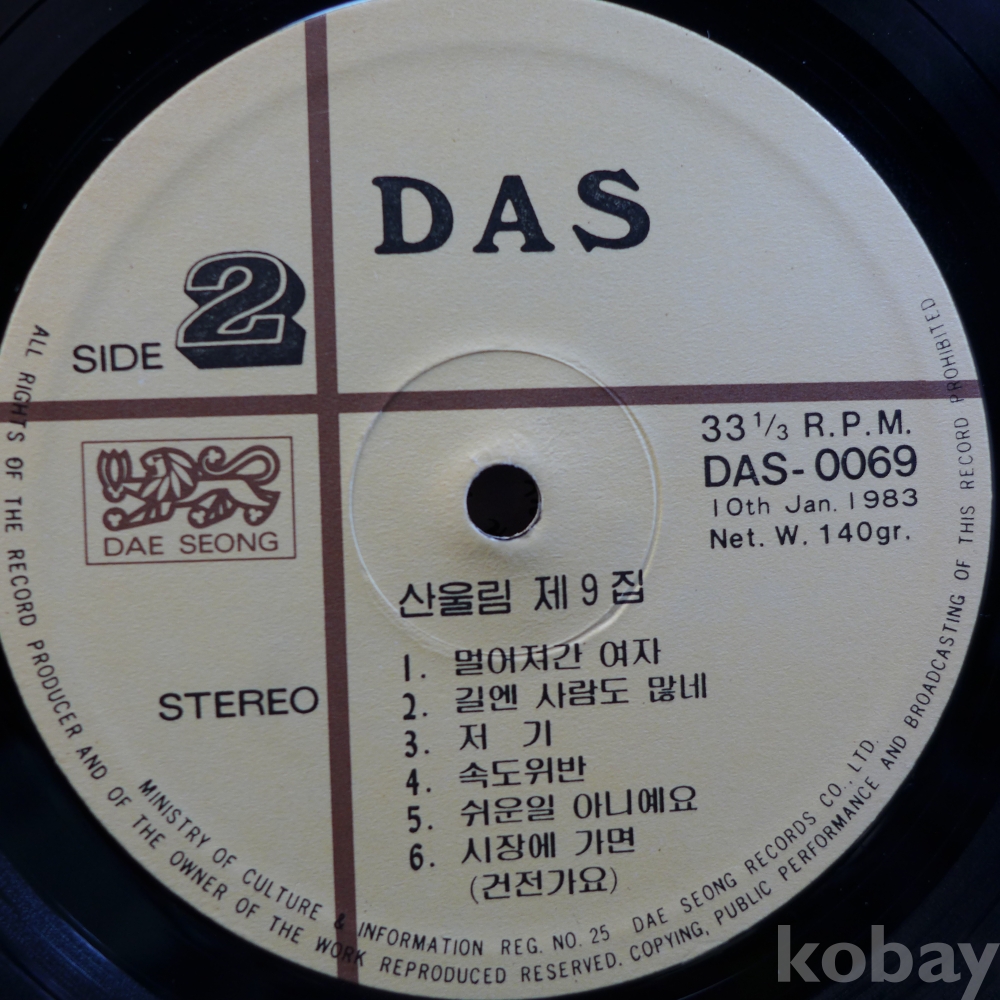 DAS
SIDE 2
33 1/3 R.P.M.
DAS-0069
10th Jan. 1983
Net. W. 140gr.
DAE SEONG
STEREO
산울림 제 9 집
1. 멀어져간 여자
2. 길엔 사람도 많네
3. 저 기
4. 속도위반
5. 쉬운일 아니예요
6. 시장에 가면
(건전가요)
MINISTRY OF CULTURE & INFORMATION REG. NO. 25 DAE SEONG RECORDS CO., LTD.
ALL RIGHTS OF THE RECORD PRODUCER AND OF THE OWNER OF THE WORK REPRODUCED RESERVED. COPYING, PUBLIC PERFORMANCE AND BROADCASTING OF THIS RECORD PROHIBITED
kobay